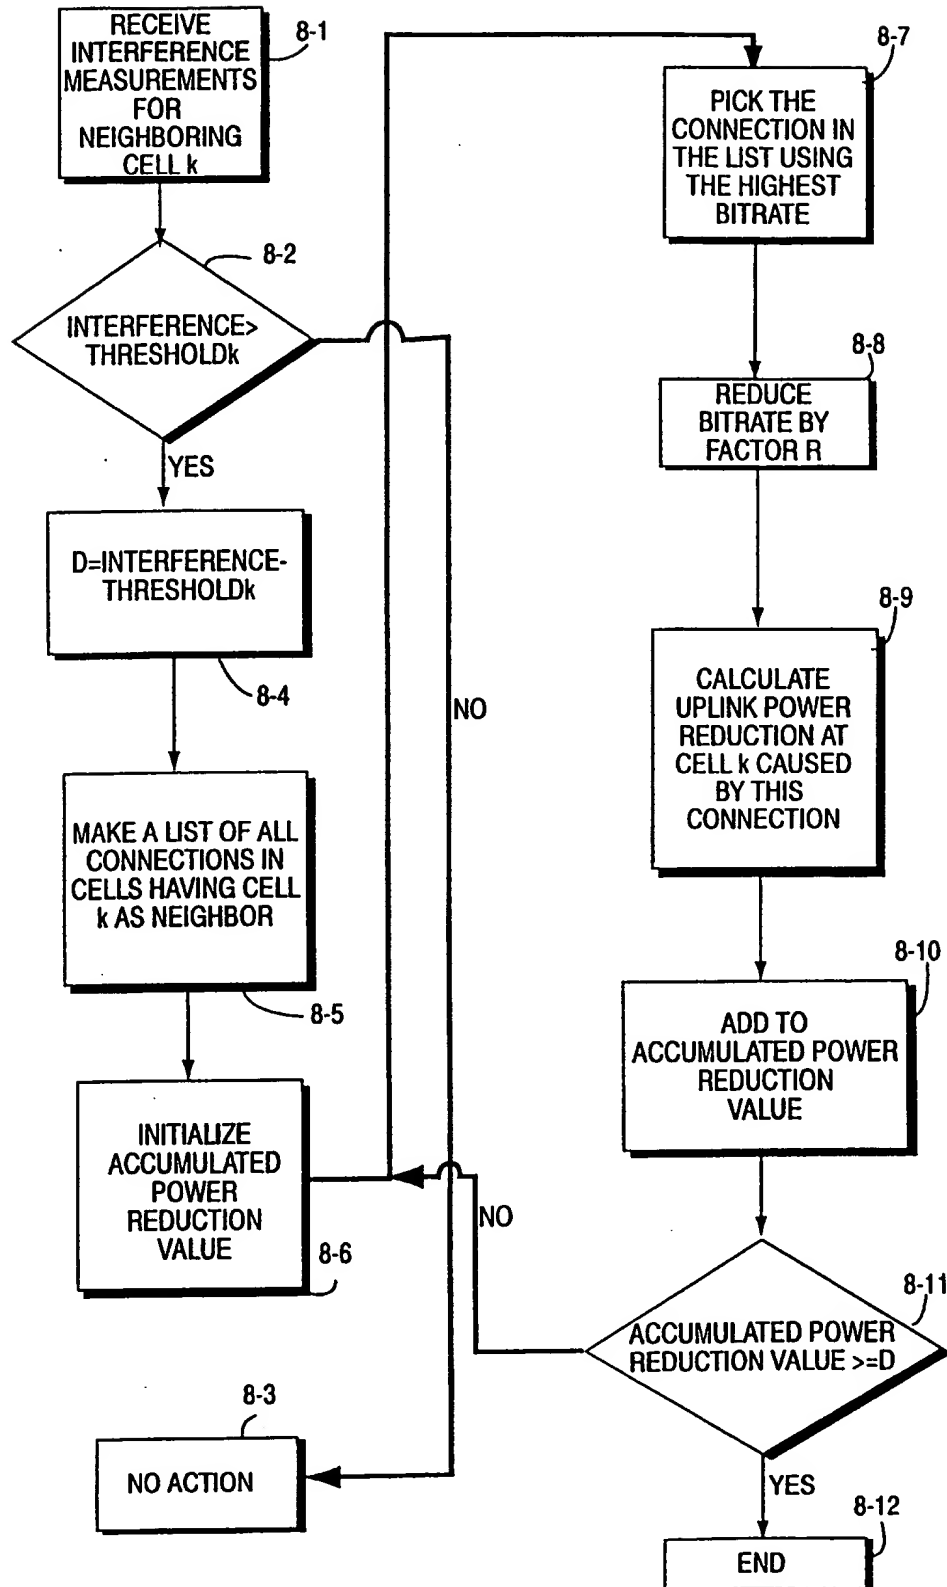 RECEIVE
INTERFERENCE
MEASUREMENTS
FOR
NEIGHBORING
CELL k
8-1
8-2
INTERFERENCE>
THRESHOLDk
YES
D=INTERFERENCE-
THRESHOLDk
8-4
MAKE A LIST OF ALL
CONNECTIONS IN
CELLS HAVING CELL
k AS NEIGHBOR
8-5
INITIALIZE
ACCUMULATED
POWER
REDUCTION
VALUE
8-6
8-3
NO ACTION
NO
NO
8-7
PICK THE
CONNECTION IN
THE LIST USING
THE HIGHEST
BITRATE
8-8
REDUCE
BITRATE BY
FACTOR R
8-9
CALCULATE
UPLINK POWER
REDUCTION AT
CELL k CAUSED
BY THIS
CONNECTION
8-10
ADD TO
ACCUMULATED POWER
REDUCTION
VALUE
8-11
ACCUMULATED POWER
REDUCTION VALUE >=D
YES
8-12
END